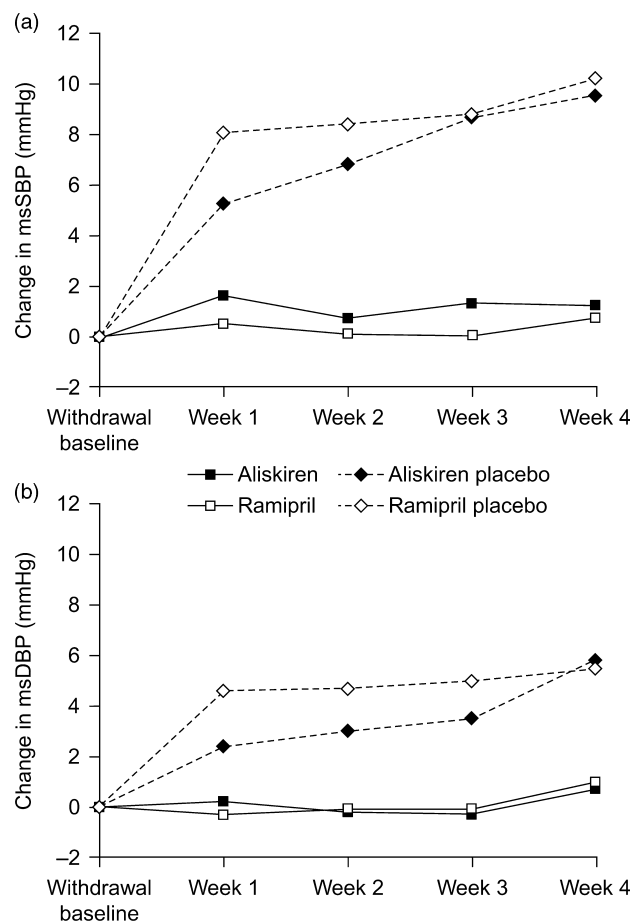 (a)
Change in msSBP (mmHg)
12
10
8
6
4
2
0
–2
Withdrawal baseline
Week 1
Week 2
Week 3
Week 4
Aliskiren
Aliskiren placebo
Ramipril
Ramipril placebo
(b)
Change in msDBP (mmHg)
12
10
8
6
4
2
0
–2
Withdrawal baseline
Week 1
Week 2
Week 3
Week 4